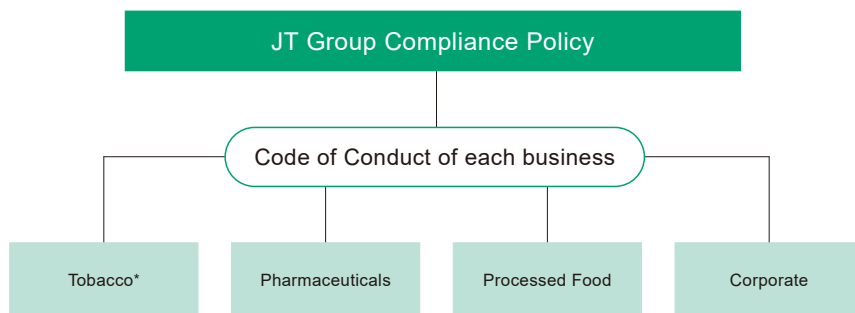 JT Group Compliance Policy
Code of Conduct of each business
Tobacco*
Pharmaceuticals
Processed Food
Corporate